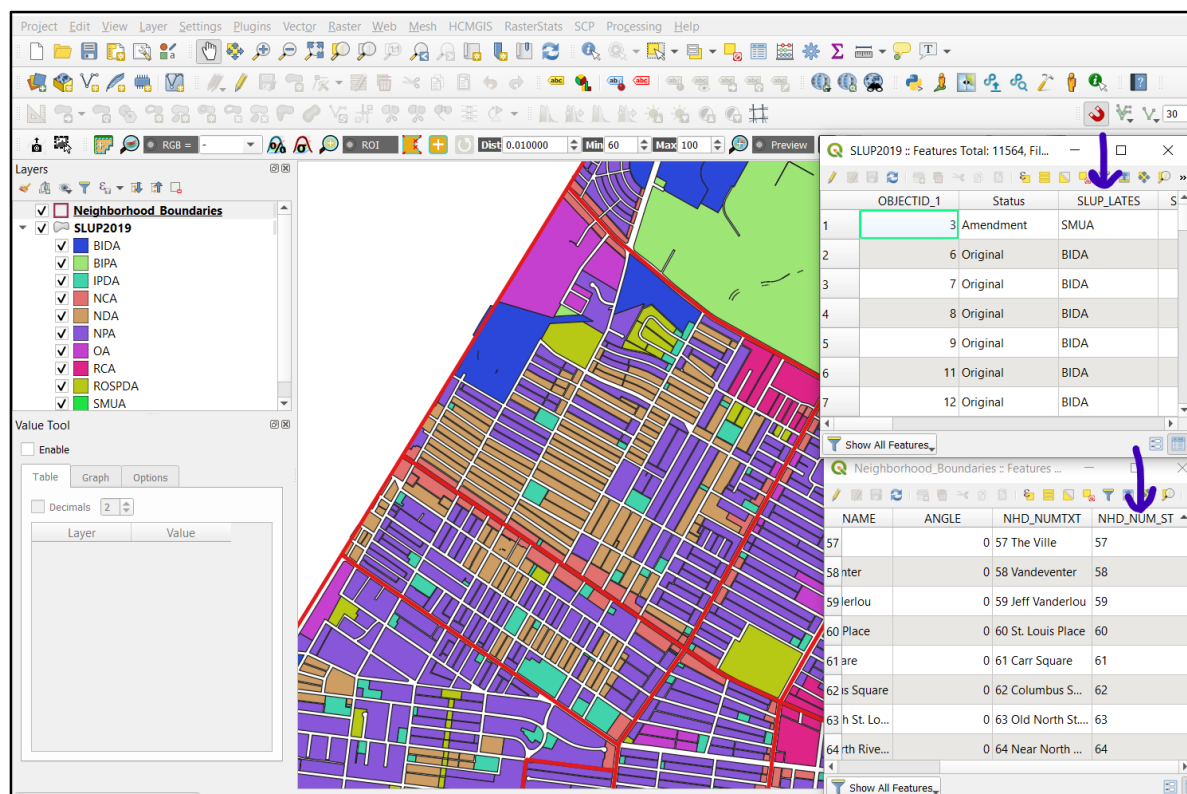 Project Edit View Layer Settings Plugins Vector Raster Web Mesh HCMGIS RasterStats SCP Processing Help
abc abc abc abc abc abc abc
30
RGB = - ROI Dist 0.010000 Min 60 Max 100 Preview
Layers
Neighborhood_Boundaries
SLUP2019
BIDA
BIPA
IPDA
NCA
NDA
NPA
OA
RCA
ROSPDA
SMUA
Value Tool
Enable
Table Graph Options
Decimals 2
Layer Value
SLUP2019 :: Features Total: 11564, Fil...
OBJECTID_1 Status SLUP_LATES S
1 3 Amendment SMUA
2 6 Original BIDA
3 7 Original BIDA
4 8 Original BIDA
5 9 Original BIDA
6 11 Original BIDA
7 12 Original BIDA
Show All Features
Neighborhood_Boundaries :: Features ...
NAME ANGLE NHD_NUMTXT NHD_NUM_ST
57 0 57 The Ville 57
58 nter 0 58 Vandeventer 58
59 lerlou 0 59 Jeff Vanderlou 59
60 Place 0 60 St. Louis Place 60
61 are 0 61 Carr Square 61
62 is Square 0 62 Columbus S... 62
63 h St. Lo... 0 63 Old North St.... 63
64 rth Rive... 0 64 Near North ... 64
Show All Features